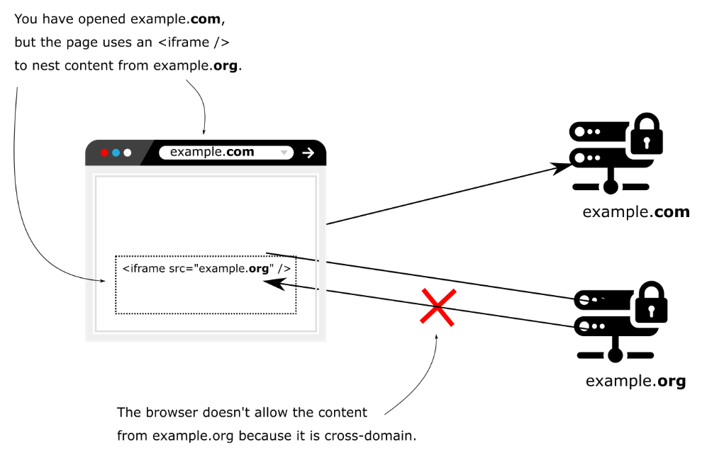 You have opened example.com,
but the page uses an <iframe />
to nest content from example.org.
example.com
example.com
<iframe src="example.org" />
example.org
The browser doesn't allow the content
from example.org because it is cross-domain.